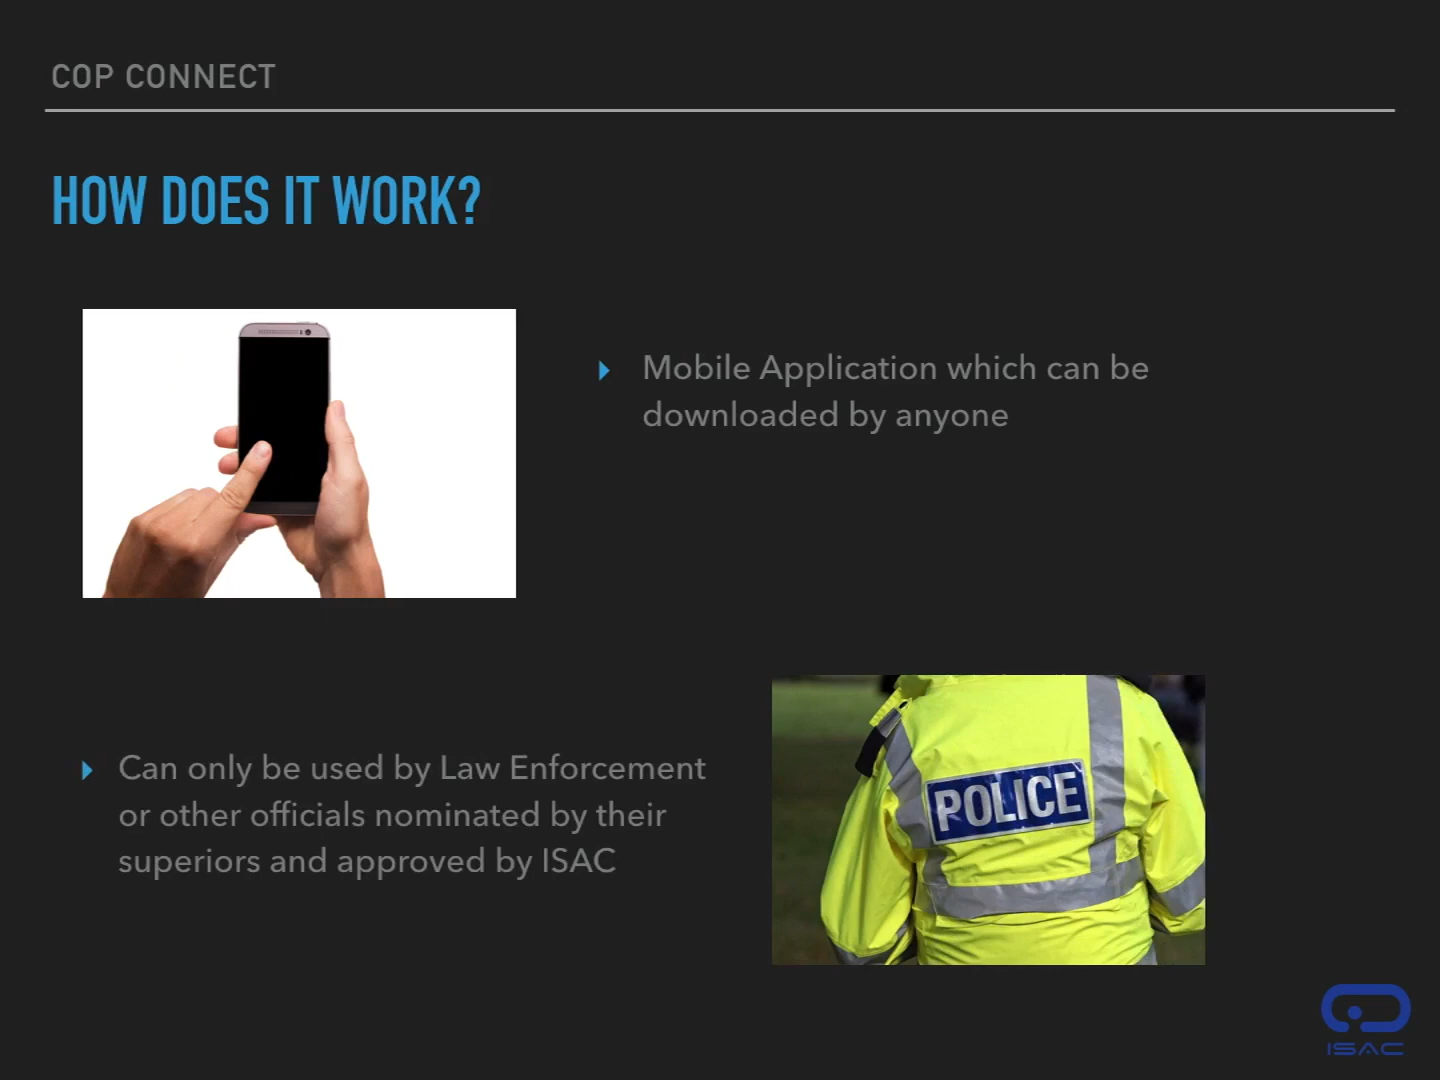 COP CONNECT
HOW DOES IT WORK?
Mobile Application which can be
downloaded by anyone
Can only be used by Law Enforcement
or other officials nominated by their
superiors and approved by ISAC
POLICE
ISAC